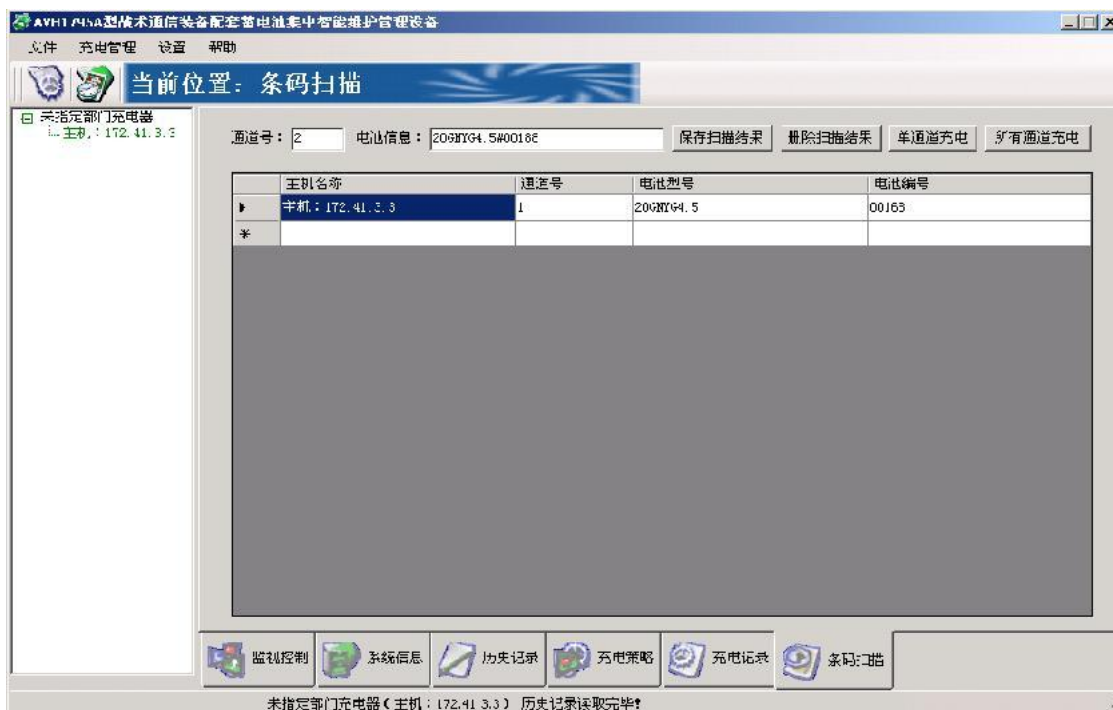 型战术通信装备配套蓄电池集中智能维护管理设备
文件 充电管理 设置 帮助
当前位置：条码扫描
未指定部门充电器
主机：172.41.3.3
通道号： 2 电池信息： 保存扫描结果 删除扫描结果 单通道充电 所有通道充电
主机名称 通道号 电池型号 电池编号
主机：172.41.3.3 1 20GNYG4.5
*
监视控制 系统信息 历史记录 充电策略 充电记录 条码扫描
未指定部门充电器(主机：172.41.3.3) 历史记录读取完毕!